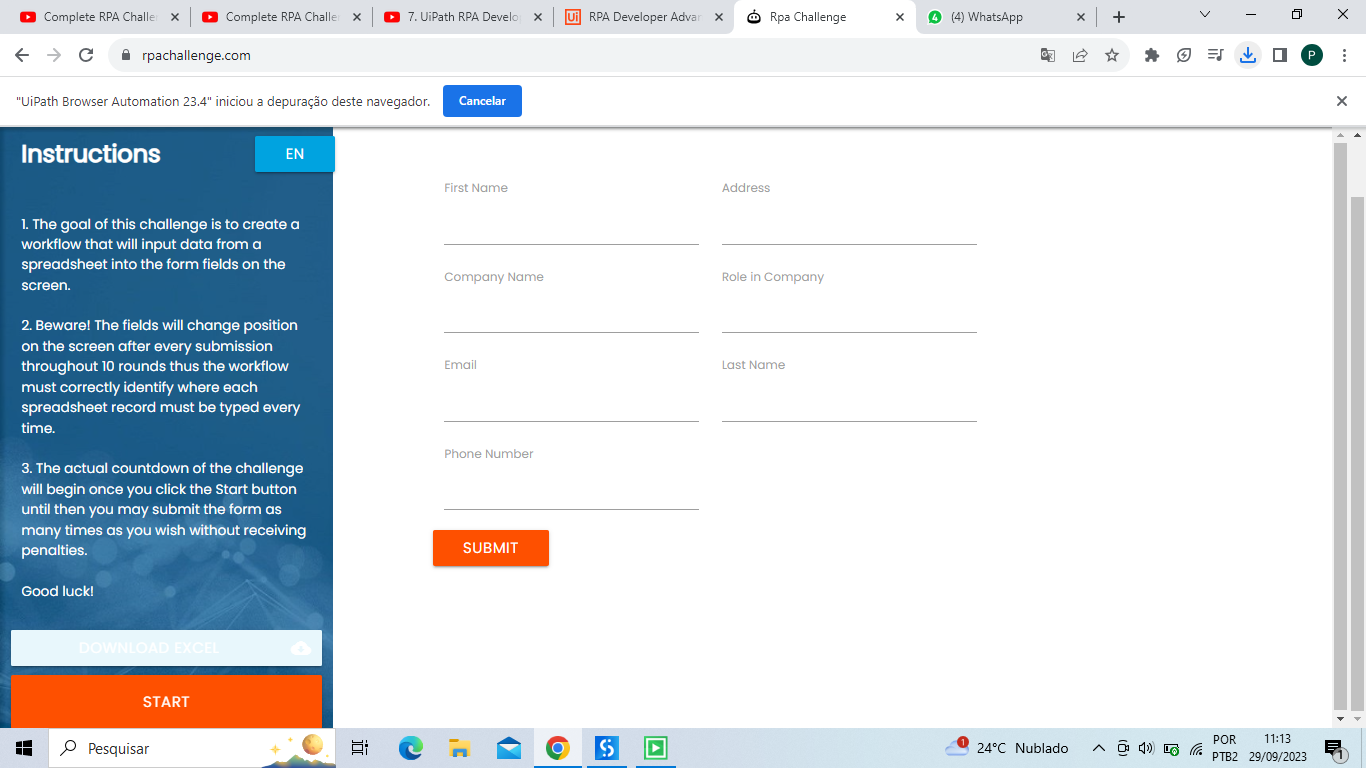 Complete RPA Challe
Complete RPA Challe
7. UiPath RPA Develo
RPA Developer Advan
Rpa Challenge
4 (4) WhatsApp
rpachallenge.com
P
"UiPath Browser Automation 23.4" iniciou a depuração deste navegador.
Cancelar
Instructions
EN
1. The goal of this challenge is to create a
workflow that will input data from a
spreadsheet into the form fields on the
screen.
2. Beware! The fields will change position
on the screen after every submission
throughout 10 rounds thus the workflow
must correctly identify where each
spreadsheet record must be typed every
time.
3. The actual countdown of the challenge
will begin once you click the Start button
until then you may submit the form as
many times as you wish without receiving
penalties.
Good luck!
DOWNLOAD EXCEL
START
First Name
Address
Company Name
Role in Company
Email
Last Name
Phone Number
SUBMIT
Pesquisar
1
24°C Nublado
POR
PTB2
11:13
29/09/2023
1